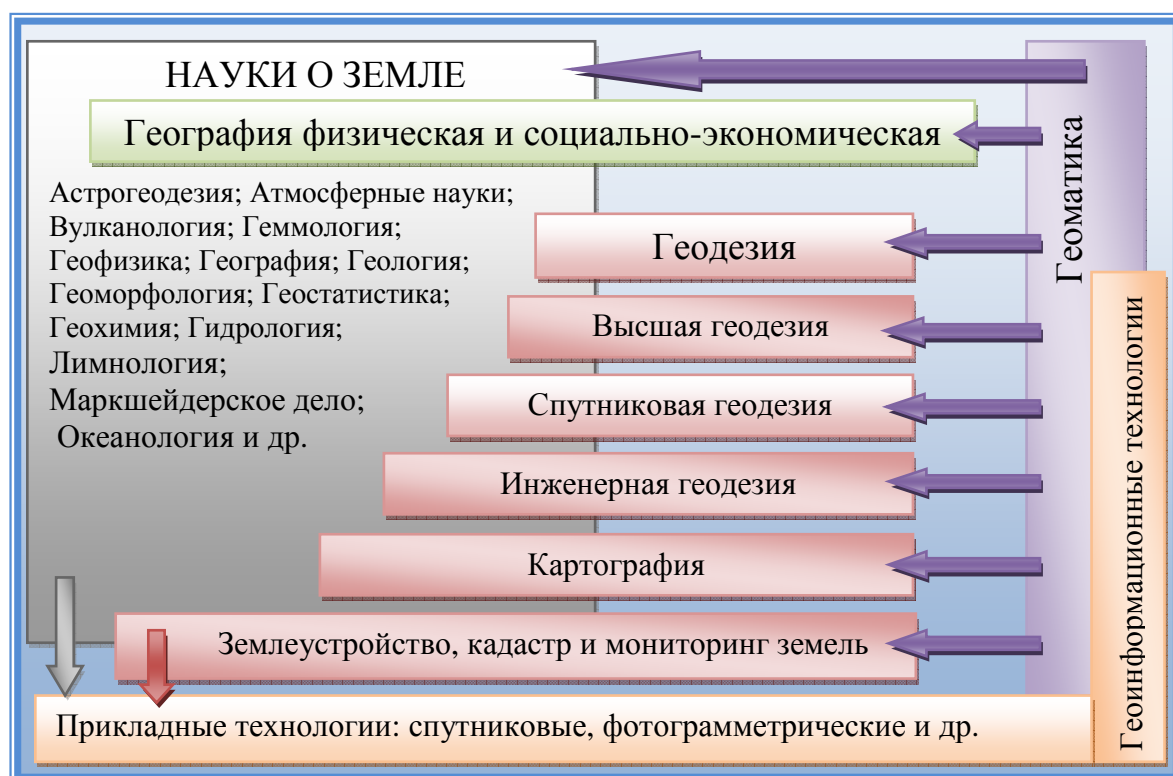 НАУКИ О ЗЕМЛЕ
География физическая и социально-экономическая
Астрогеодезия; Атмосферные науки;
Вулканология; Геммология;
Геофизика; География; Геология;
Геоморфология; Геостатистика;
Геохимия; Гидрология;
Лимнология;
Маркшейдерское дело;
Океанология и др.
Геодезия
Высшая геодезия
Спутниковая геодезия
Инженерная геодезия
Картография
Землеустройство, кадастр и мониторинг земель
Прикладные технологии: спутниковые, фотограмметрические и др.
Геоматика
Геоинформационные технологии